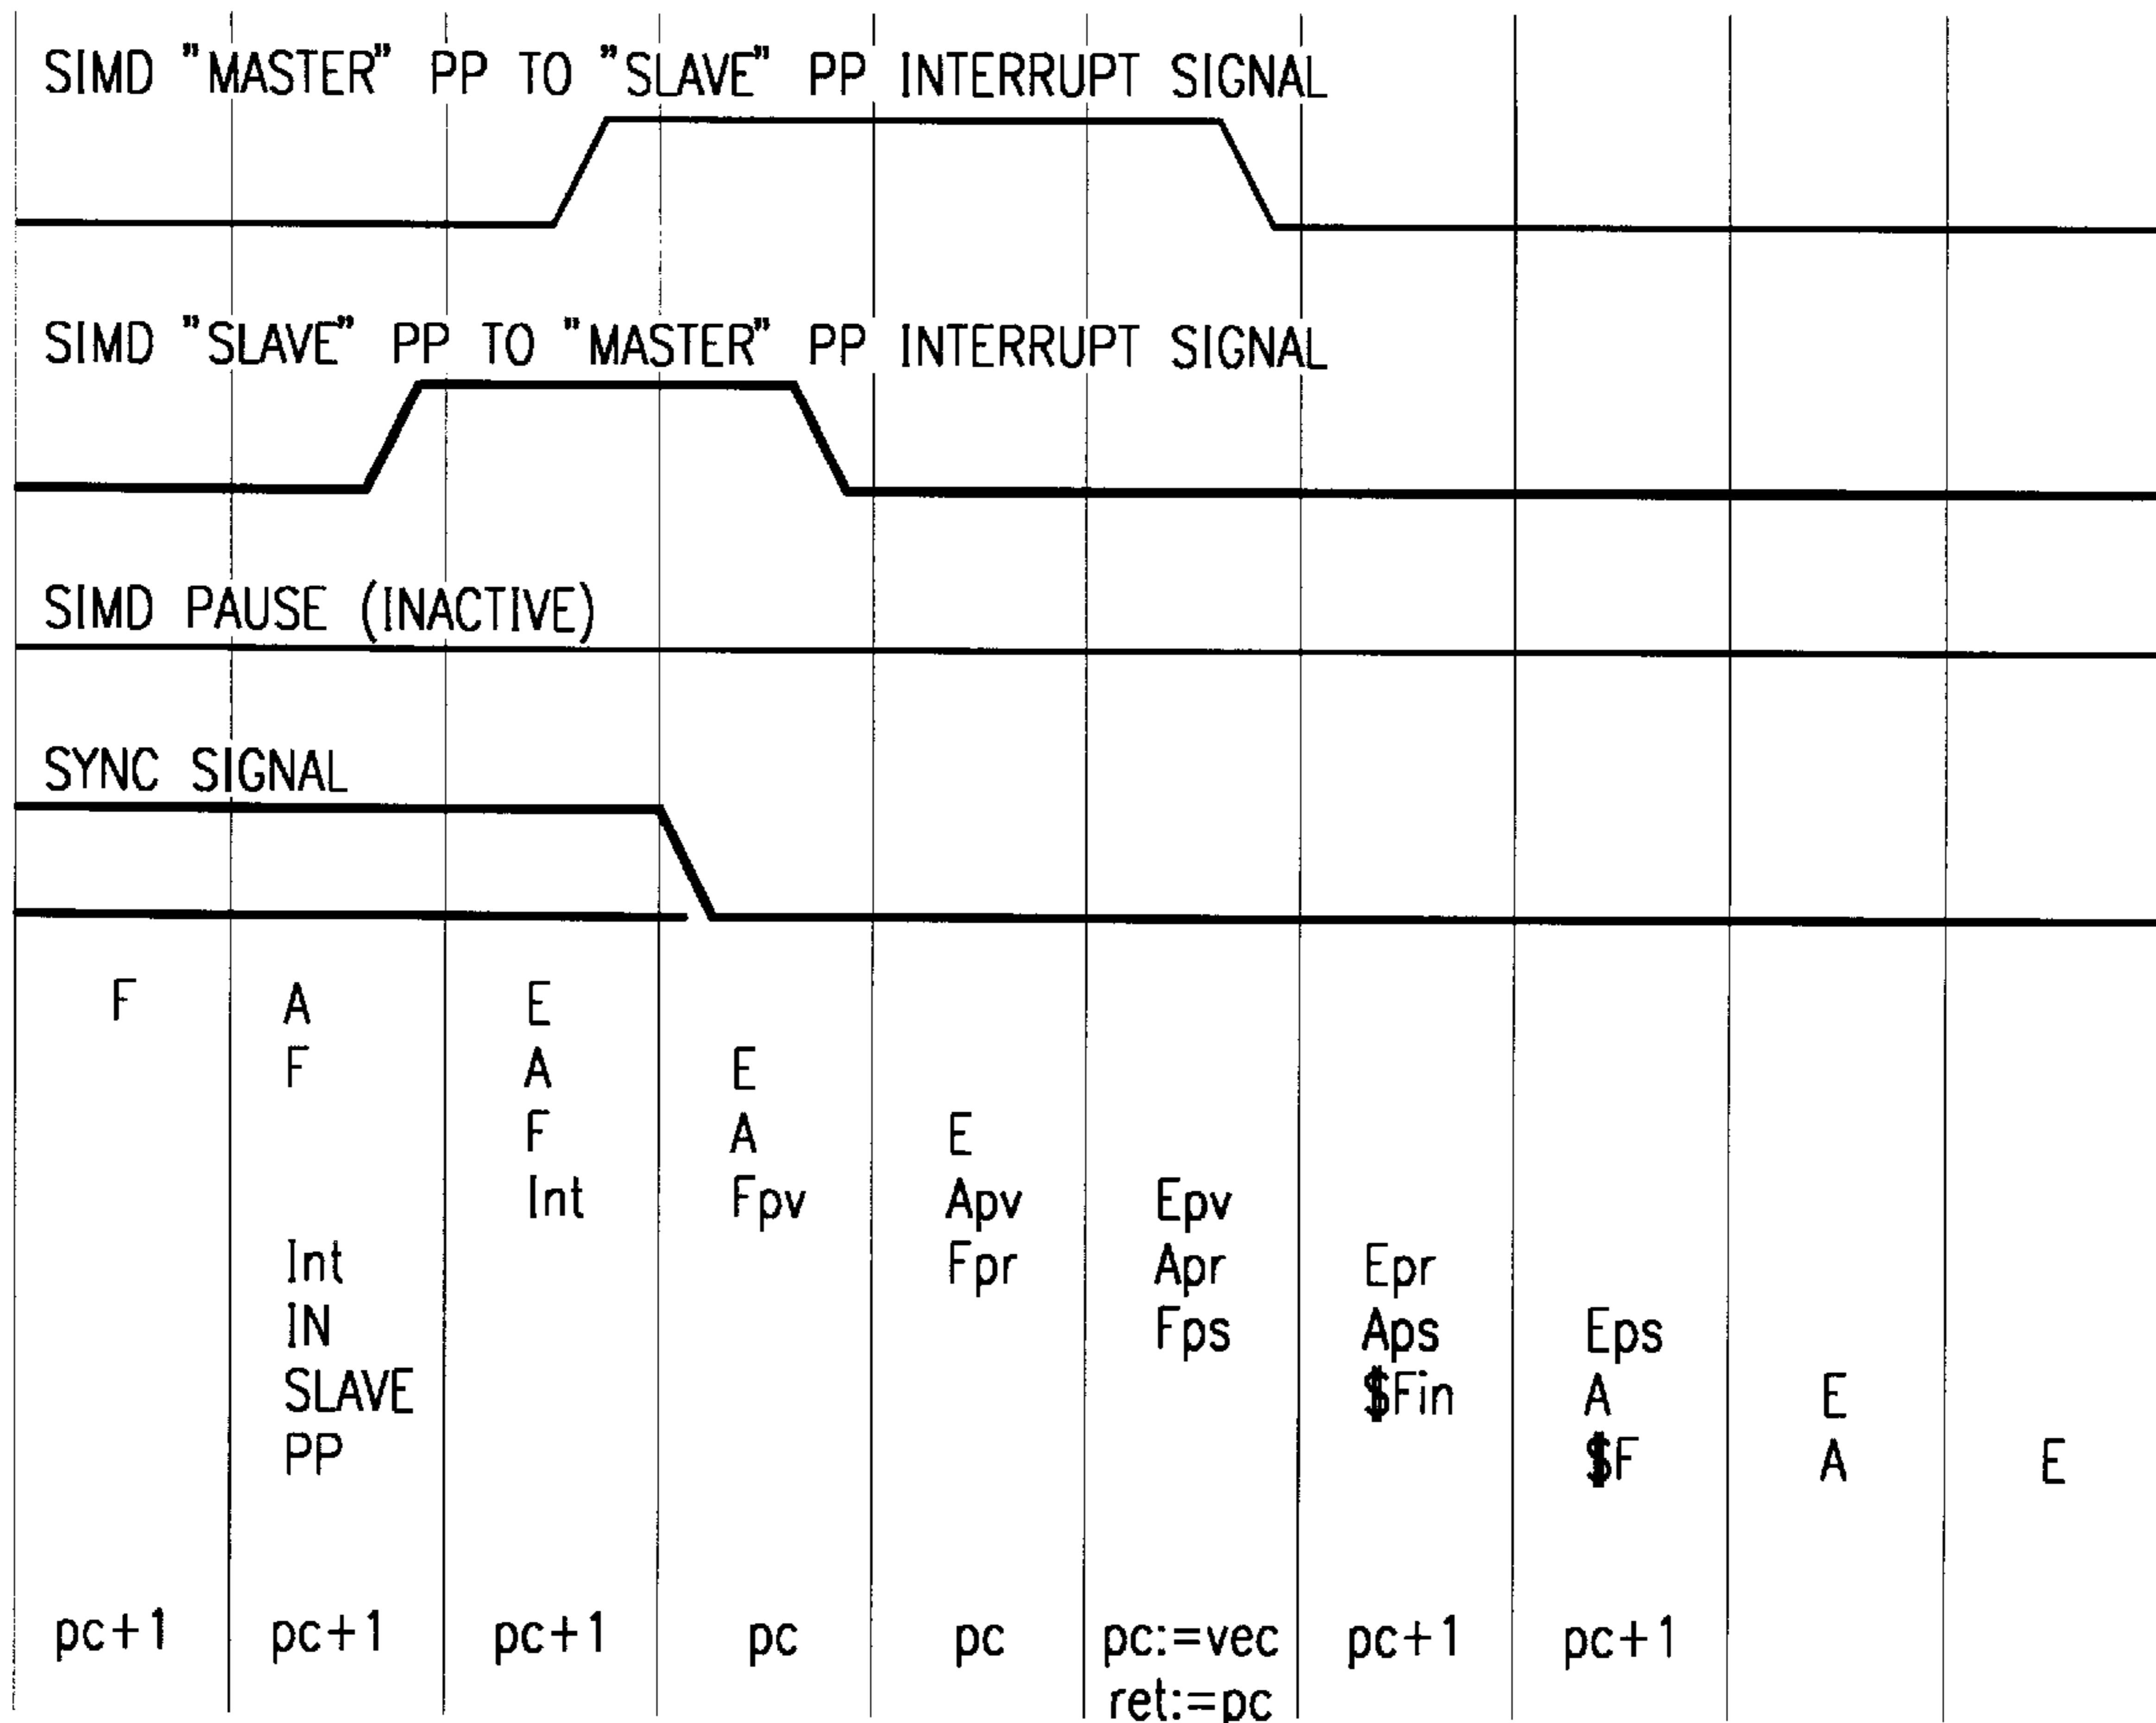 SIMD "MASTER" PP TO "SLAVE" PP INTERRUPT SIGNAL
SIMD "SLAVE" PP TO "MASTER" PP INTERRUPT SIGNAL
SIMD PAUSE (INACTIVE)
SYNC SIGNAL
F A E
F A E
F A E
Int Fpv Apv Epv
Int Fpr Apr Epr
IN Fps Aps Eps
SLAVE $Fin A E
PP $F A E
pc+1 pc+1 pc+1 pc pc pc:=vec pc+1 pc+1
ret:=pc